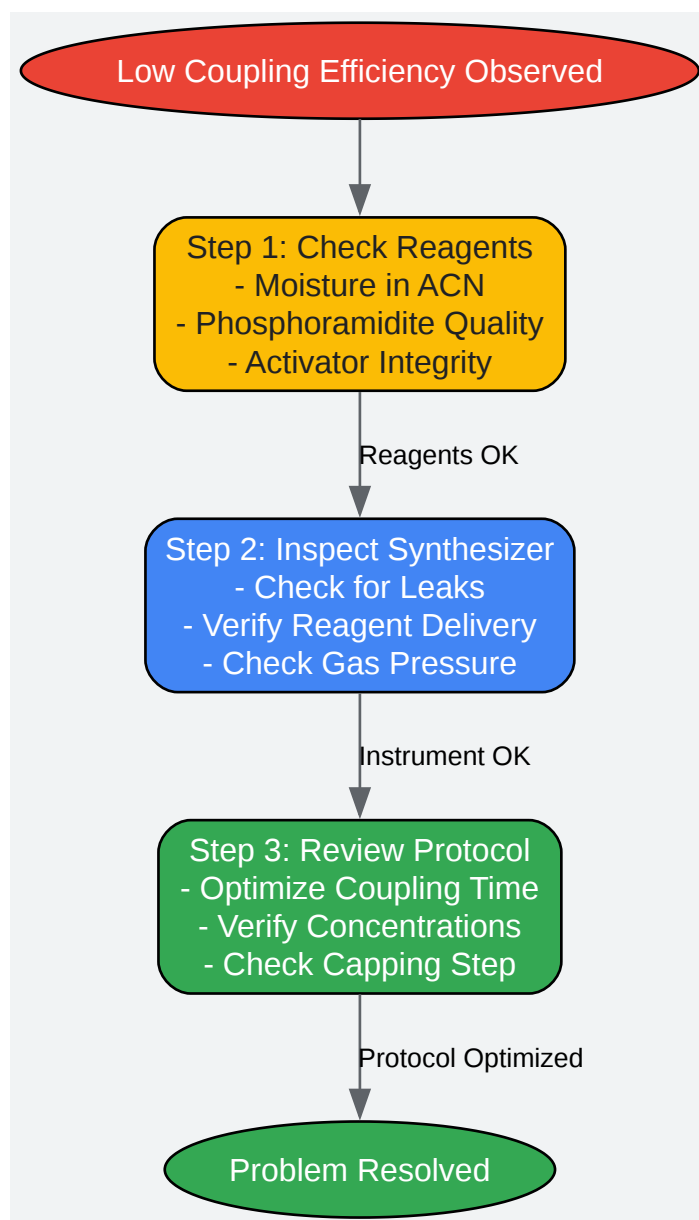 Low Coupling Efficiency Observed
Step 1: Check Reagents
- Moisture in ACN
- Phosphoramidite Quality
- Activator Integrity
Reagents OK
Step 2: Inspect Synthesizer
- Check for Leaks
- Verify Reagent Delivery
- Check Gas Pressure
Instrument OK
Step 3: Review Protocol
- Optimize Coupling Time
- Verify Concentrations
- Check Capping Step
Protocol Optimized
Problem Resolved